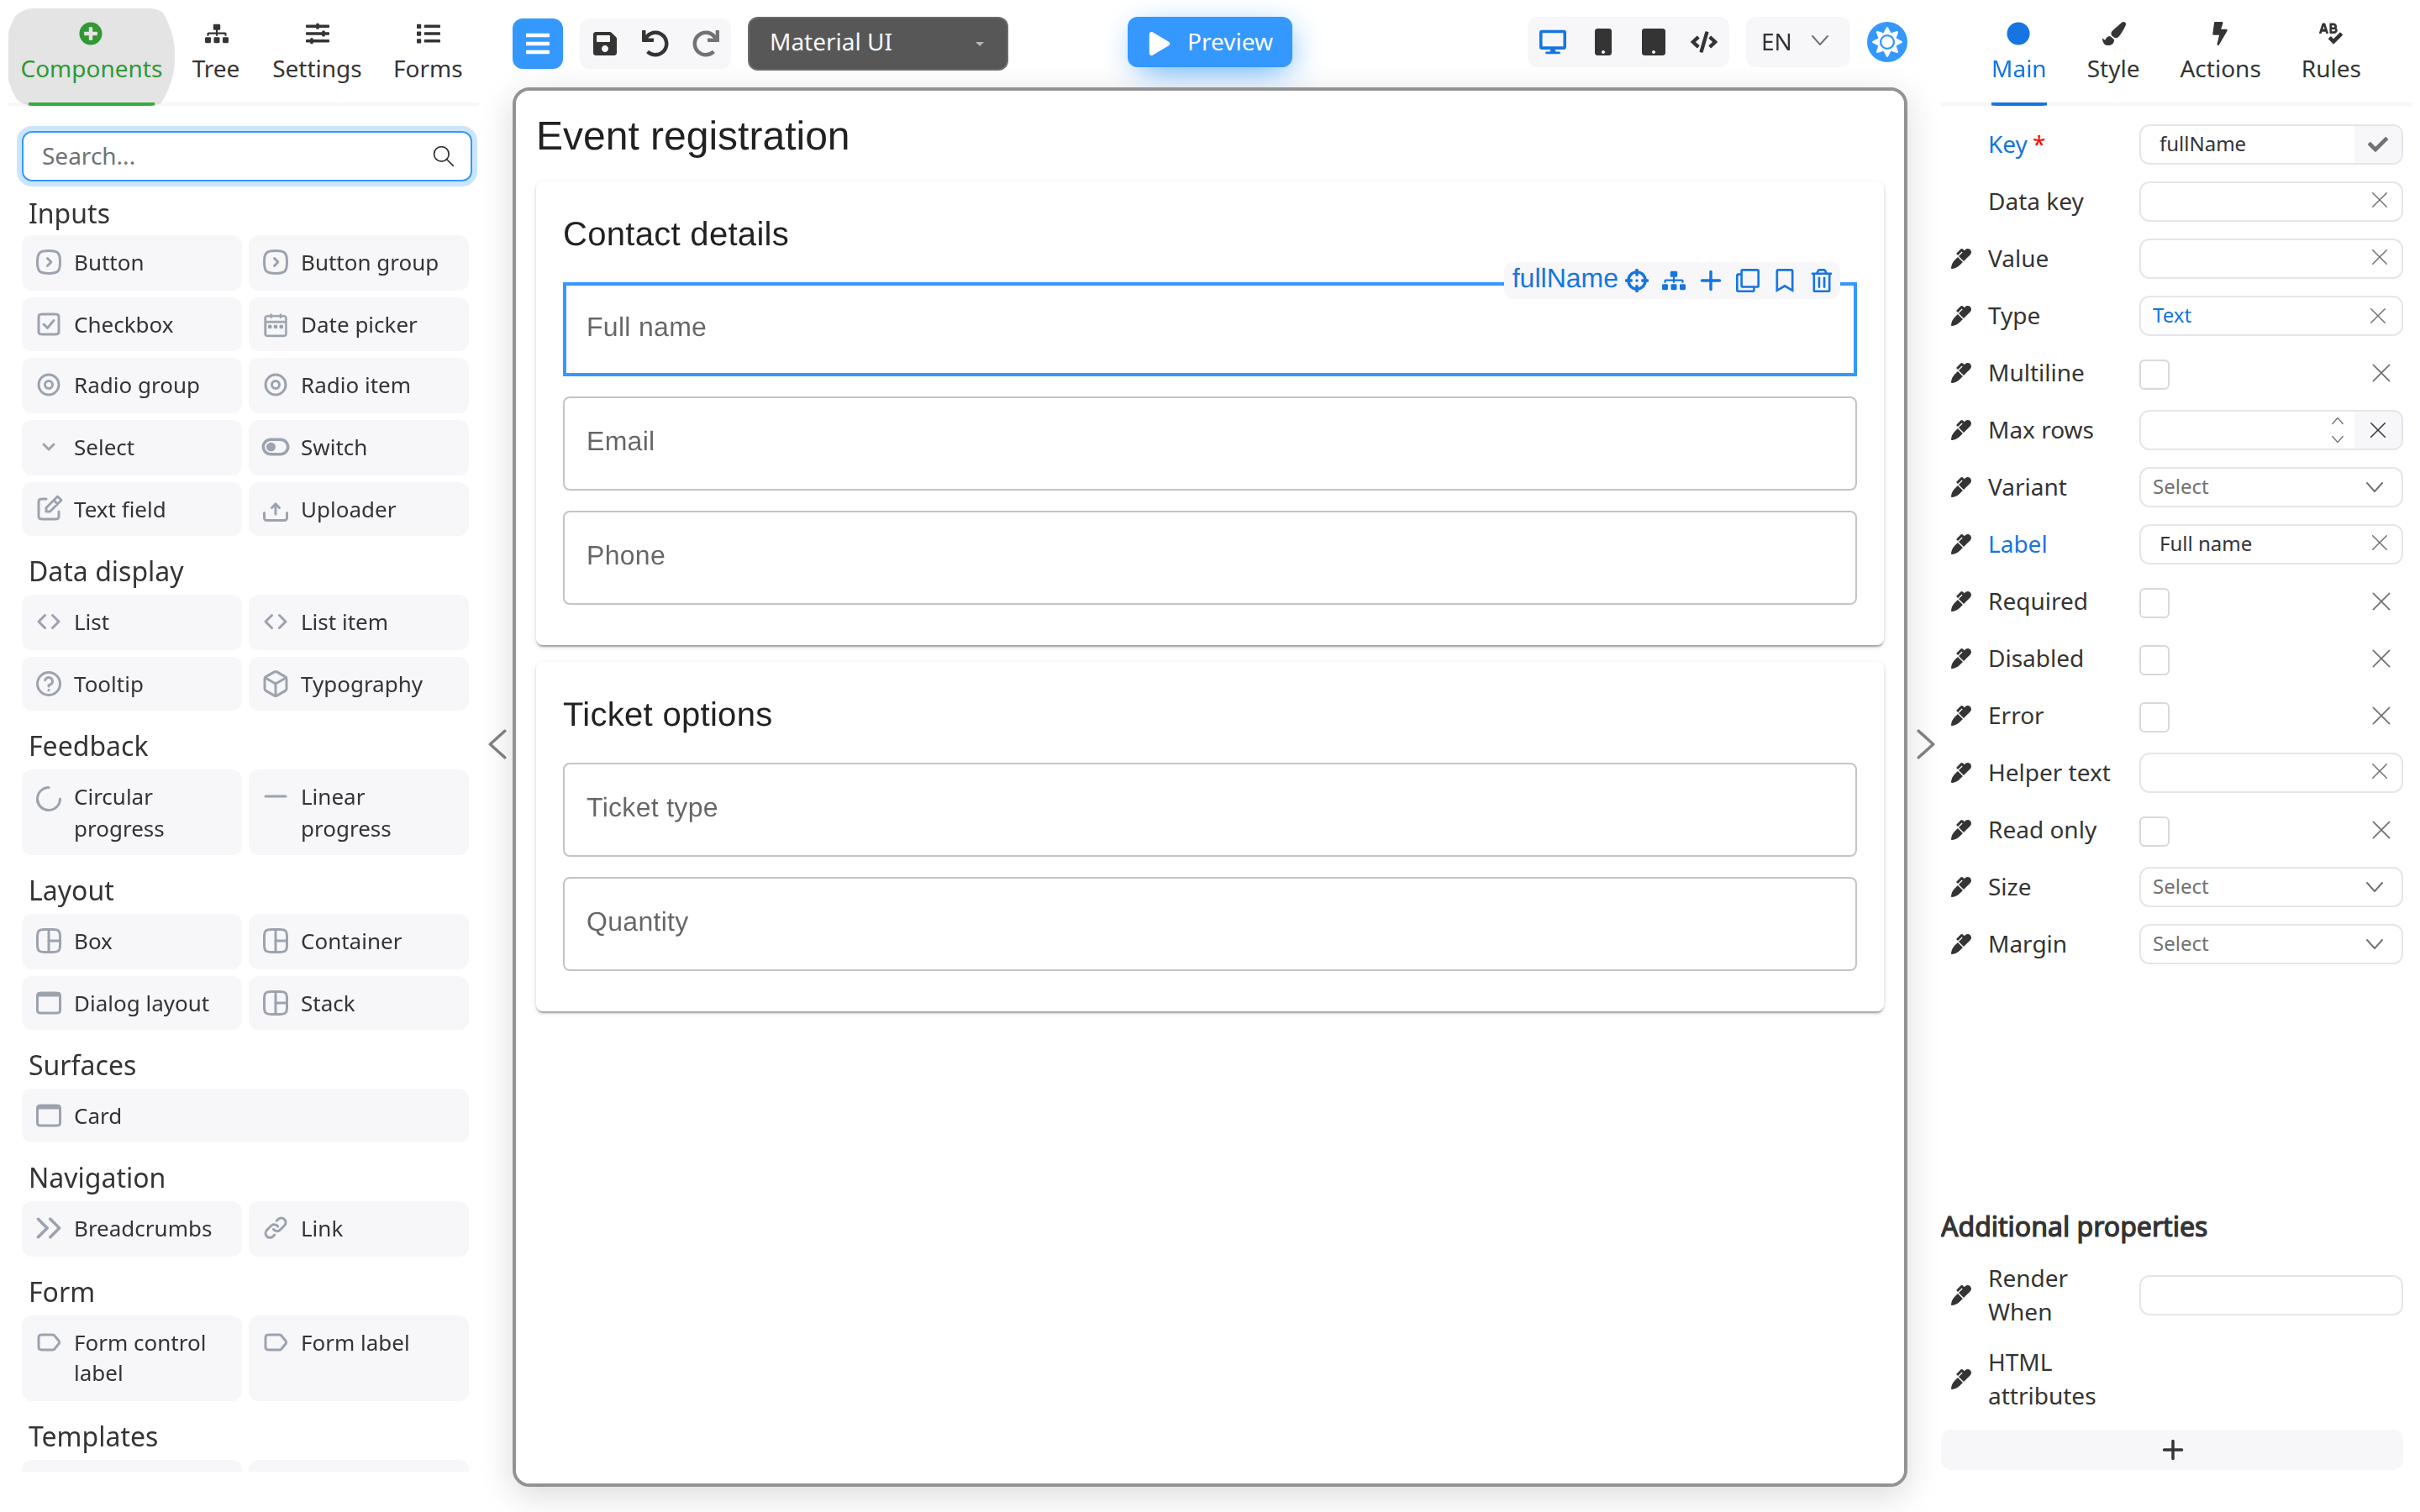 Components
Tree
Settings
Forms
Material UI
Preview
EN
Main
Style
Actions
Rules
Search...
Inputs
Button
Button group
Checkbox
Date picker
Radio group
Radio item
Select
Switch
Text field
Uploader
Data display
List
List item
Tooltip
Typography
Feedback
Circular
progress
Linear
progress
Layout
Box
Container
Dialog layout
Stack
Surfaces
Card
Navigation
Breadcrumbs
Link
Form
Form control
label
Form label
Templates
Event registration
Contact details
fullName
Full name
Email
Phone
Ticket options
Ticket type
Quantity
Key *
fullName
Data key
Value
Type
Text
Multiline
Max rows
Variant
Select
Label
Full name
Required
Disabled
Error
Helper text
Read only
Size
Select
Margin
Select
Additional properties
Render
When
HTML
attributes